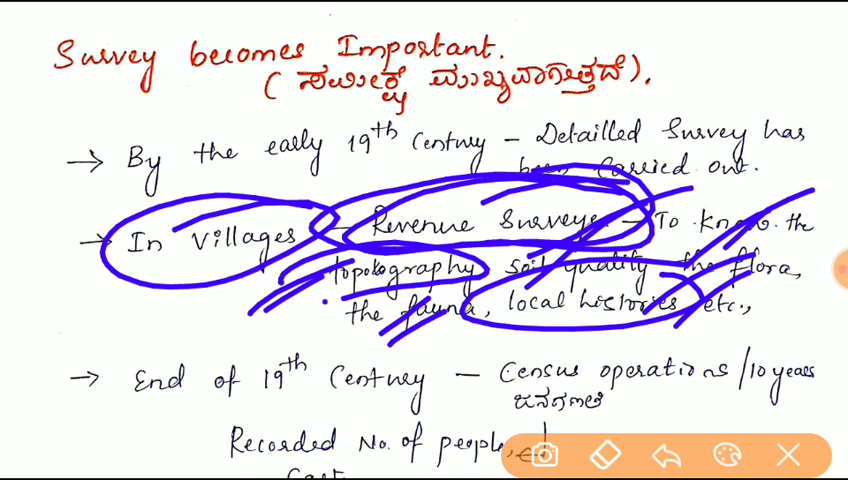 Survey becomes Important.
( ಸಮೀಕ್ಷೆ ಮುಖ್ಯವಾಗುತ್ತದೆ ).
→ By the early 19th Century – Detailled Survey has
been Carried out.
→ In villages – Revenue Surveys – To know the
topography soil quality the flora,
the fauna, local histories etc.,
→ End of 19th Century – Census operations /10 years
ಜನಗಣತಿ
Recorded No. of people,
Cast